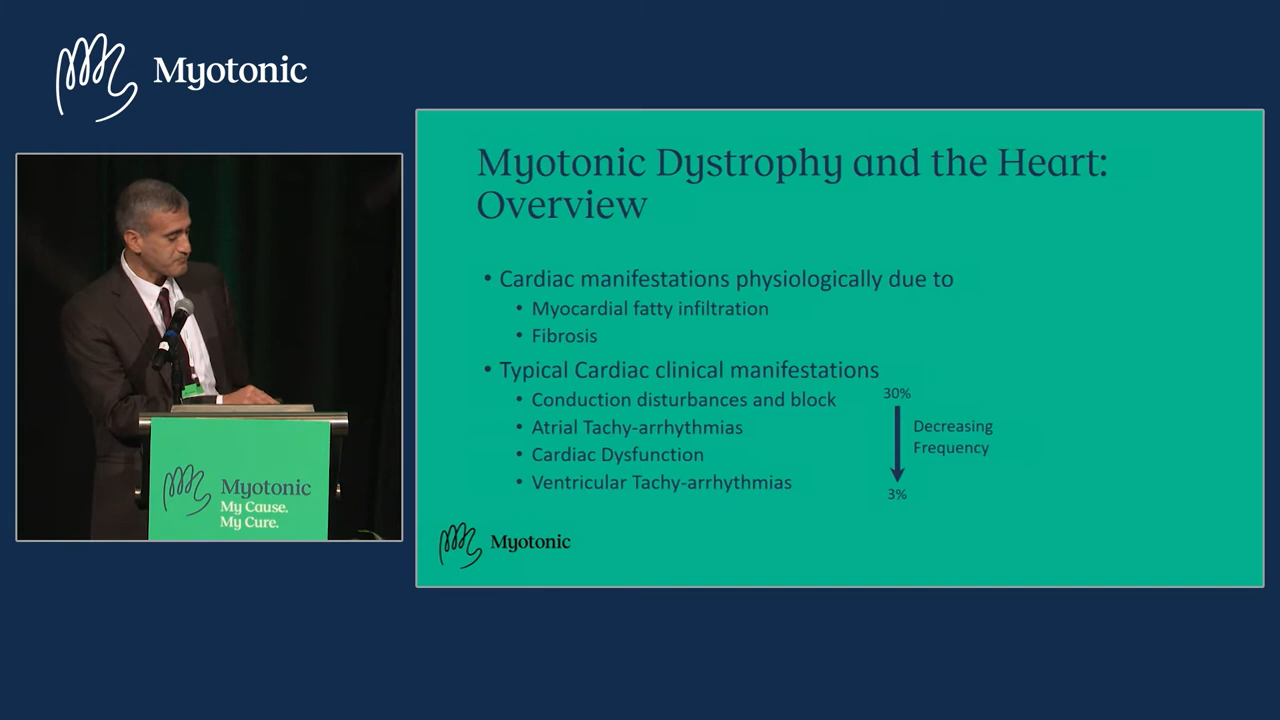 Myotonic
Myotonic Dystrophy and the Heart:
Overview
• Cardiac manifestations physiologically due to
• Myocardial fatty infiltration
• Fibrosis
• Typical Cardiac clinical manifestations
• Conduction disturbances and block
• Atrial Tachy-arrhythmias
• Cardiac Dysfunction
• Ventricular Tachy-arrhythmias
30%
Decreasing
Frequency
3%
Myotonic
Myotonic
My Cause.
My Cure.